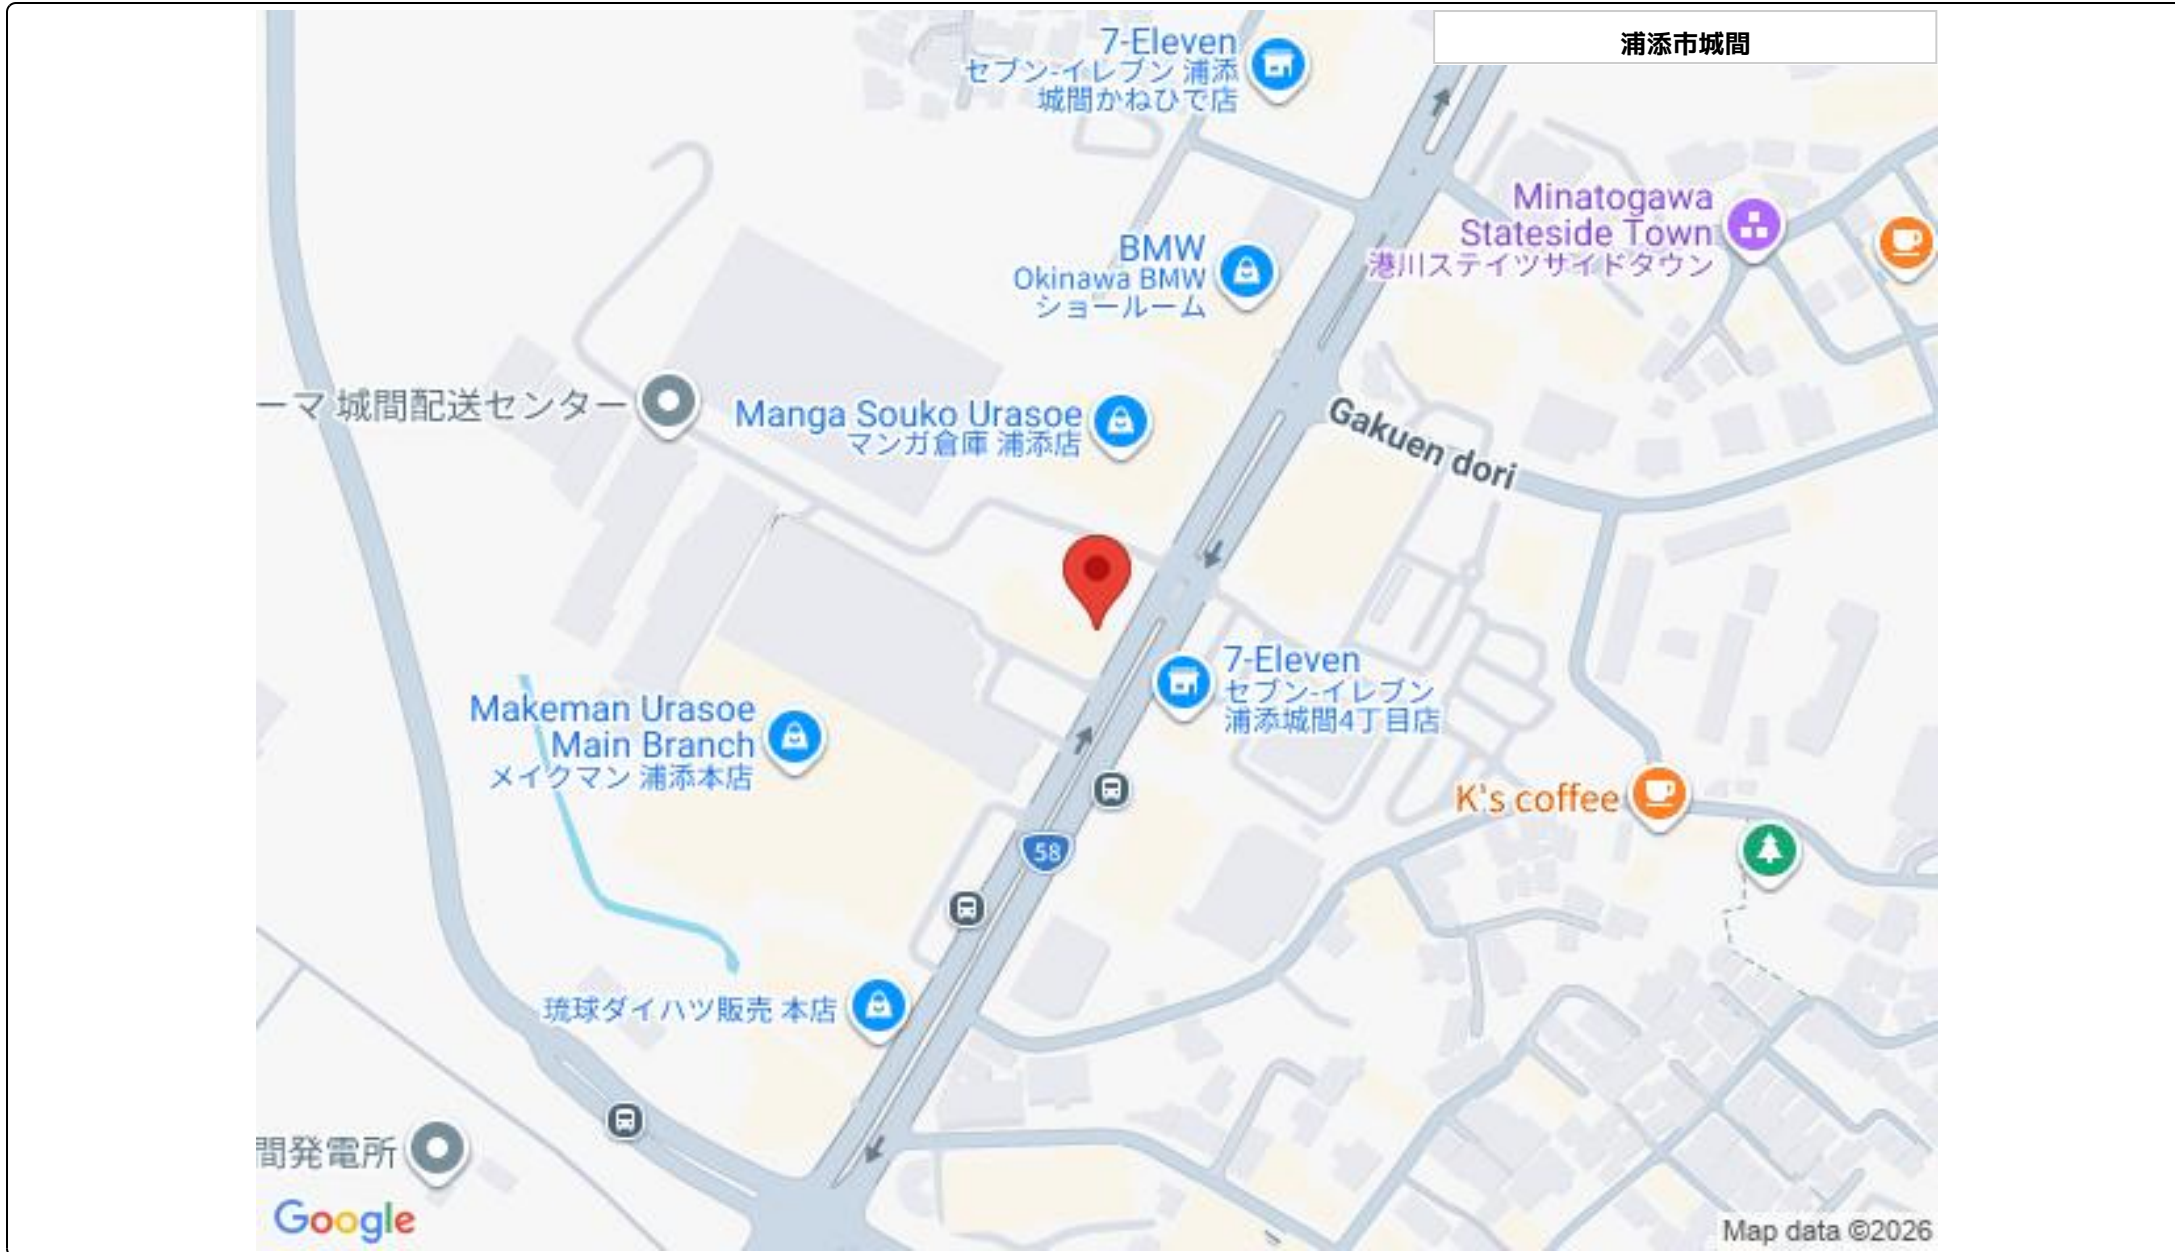 浦添市城間
7-Eleven
セブン-イレブン 浦添
城間かねひで店
Minatogawa
Stateside Town
港川ステイツサイドタウン
BMW
Okinawa BMW
ショールーム
ーマ 城間配送センター
Manga Souko Urasoe
マンガ倉庫 浦添店
Gakuen dori
7-Eleven
セブン-イレブン
浦添城間4丁目店
Makeman Urasoe
Main Branch
メイクマン 浦添本店
K's coffee
58
琉球ダイハツ販売 本店
間発電所
Google
Map data ©2026